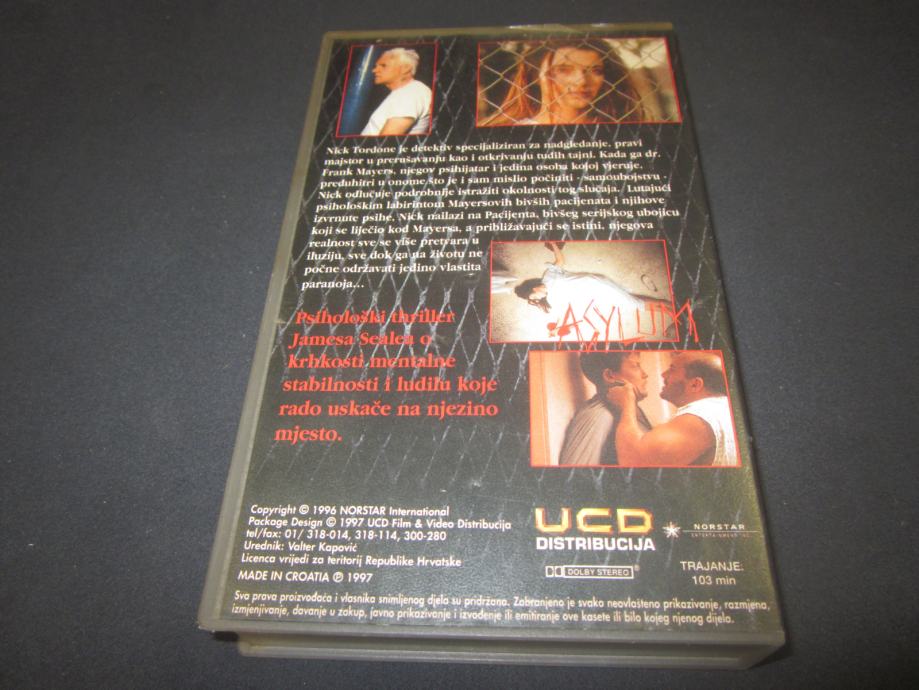 Nick Tordone je detektiv specijaliziran za nadgledanje, pravi
majstor u prerušavanju kao i otkrivanju tuđih tajni. Kada ga dr.
Frank Mayers, njegov psihijatar i jedina osoba kojoj vjeruje,
preduhitri u onome što je i sam mislio počiniti - samoubojstvu -
Nick odlučuje podrobnije istražiti okolnosti tog slučaja. Lutajući
psihološkim labirintom Mayersovih bivših pacijenata i njihove
izvrnute psihe, Nick nailazi na Pacijenta, bivšeg serijskog ubojicu
koji se liječio kod Mayersa, a približavajući se istini, njegova
realnost sve se više pretvara u
iluziju, sve dok ga na životu ne
počne održavati jedino vlastita
paranoja...
ASYLUM
Psihološki thriller
Jamesa Sealea o
krhkosti mentalne
stabilnosti i ludilu koje
rado uskače na njezino
mjesto.
Copyright © 1996 NORSTAR International
Package Design © 1997 UCD Film & Video Distribucija
tel/fax: 01/ 318-014, 318-114, 300-280
Urednik: Valter Kapović
Licenca vrijedi za teritorij Republike Hrvatske
MADE IN CROATIA ℗ 1997
UCD
DISTRIBUCIJA
DOLBY STEREO
NORSTAR
ENTERTAINMENT INC.
TRAJANJE:
103 min
Sva prava proizvođača i vlasnika snimljenog djela su pridržana. Zabranjeno je svako neovlašteno prikazivanje, razmjena,
izmjenjivanje, davanje u zakup, javno prikazivanje i izvođenje ili emitiranje ove kasete ili bilo kojeg njenog dijela.